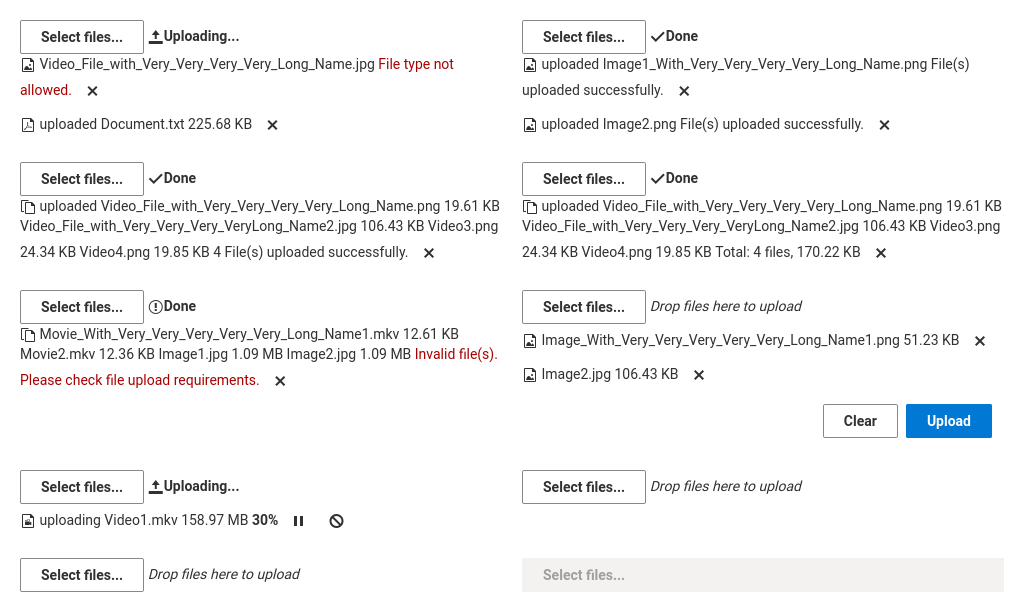 Select files... Uploading...
Video_File_with_Very_Very_Very_Very_Long_Name.jpg File type not
allowed.
uploaded Document.txt 225.68 KB
Select files... Done
uploaded Image1_With_Very_Very_Very_Very_Long_Name.png File(s)
uploaded successfully.
uploaded Image2.png File(s) uploaded successfully.
Select files... Done
uploaded Video_File_with_Very_Very_Very_Very_Long_Name.png 19.61 KB
Video_File_with_Very_Very_Very_VeryLong_Name2.jpg 106.43 KB Video3.png
24.34 KB Video4.png 19.85 KB 4 File(s) uploaded successfully.
Select files... Done
uploaded Video_File_with_Very_Very_Very_Very_Long_Name.png 19.61 KB
Video_File_with_Very_Very_Very_VeryLong_Name2.jpg 106.43 KB Video3.png
24.34 KB Video4.png 19.85 KB Total: 4 files, 170.22 KB
Select files... Done
Movie_With_Very_Very_Very_Very_Very_Long_Name1.mkv 12.61 KB
Movie2.mkv 12.36 KB Image1.jpg 1.09 MB Image2.jpg 1.09 MB Invalid file(s).
Please check file upload requirements.
Select files... Drop files here to upload
Image_With_Very_Very_Very_Very_Very_Very_Long_Name1.png 51.23 KB
Image2.jpg 106.43 KB
Clear Upload
Select files... Uploading...
uploading Video1.mkv 158.97 MB 30%
Select files... Drop files here to upload
Select files... Drop files here to upload
Select files...